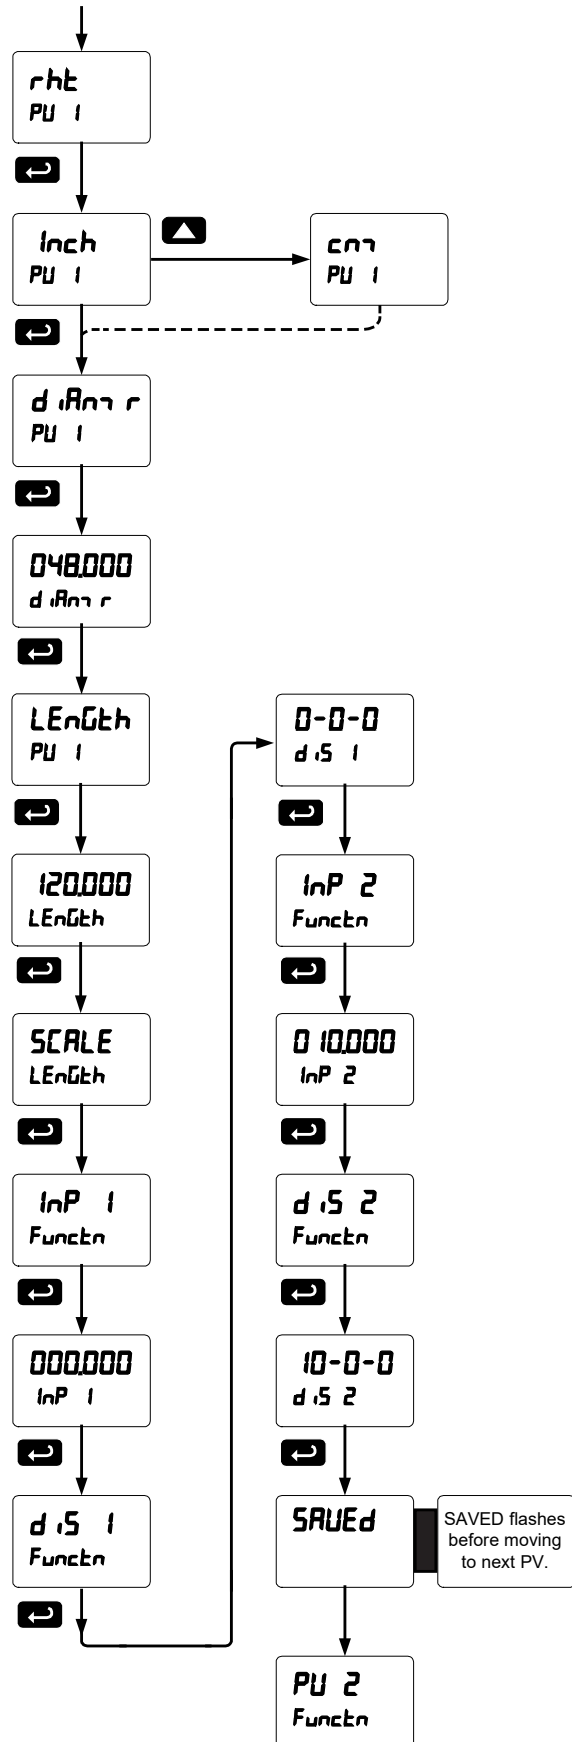 rht
PV 1
Inch
PV 1
cm
PV 1
diAmtr
PV 1
048.000
diAmtr
LEnGth
PV 1
120.000
LEnGth
SCALE
LEnGth
InP 1
Functn
000.000
InP 1
diS 1
Functn
0-0-0
diS 1
InP 2
Functn
010.000
InP 2
diS 2
Functn
10-0-0
diS 2
SAVEd
SAVED flashes
before moving
to next PV.
PV 2
Functn